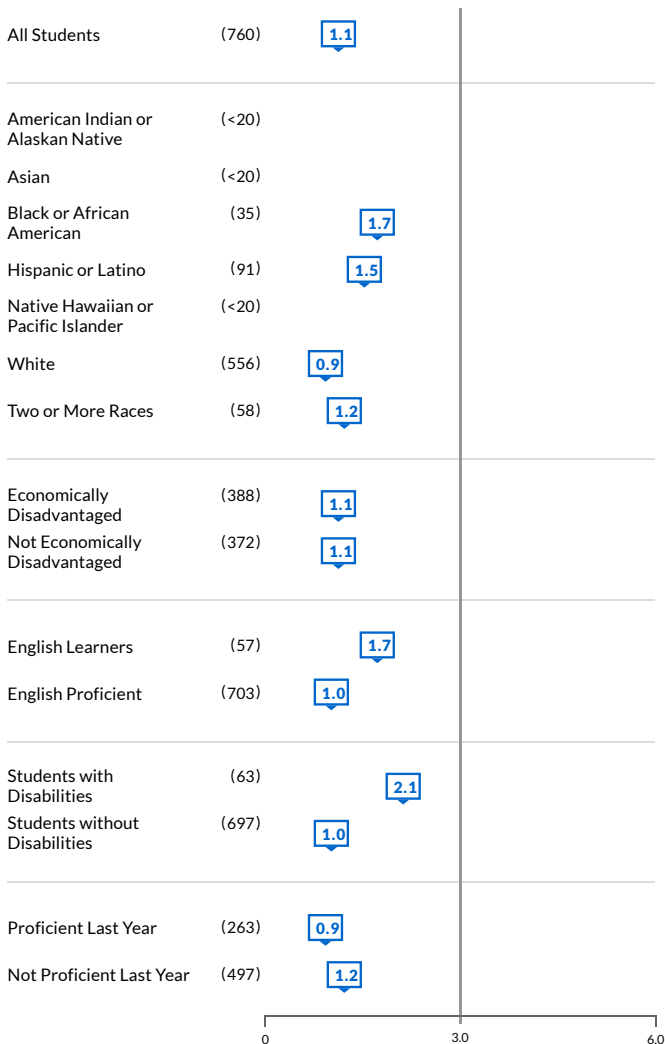 All Students (760) 1.1
American Indian or (<20)
Alaskan Native
Asian (<20)
Black or African (35) 1.7
American
Hispanic or Latino (91) 1.5
Native Hawaiian or (<20)
Pacific Islander
White (556) 0.9
Two or More Races (58) 1.2
Economically (388) 1.1
Disadvantaged
Not Economically (372) 1.1
Disadvantaged
English Learners (57) 1.7
English Proficient (703) 1.0
Students with (63) 2.1
Disabilities
Students without (697) 1.0
Disabilities
Proficient Last Year (263) 0.9
Not Proficient Last Year (497) 1.2
0 3.0 6.0